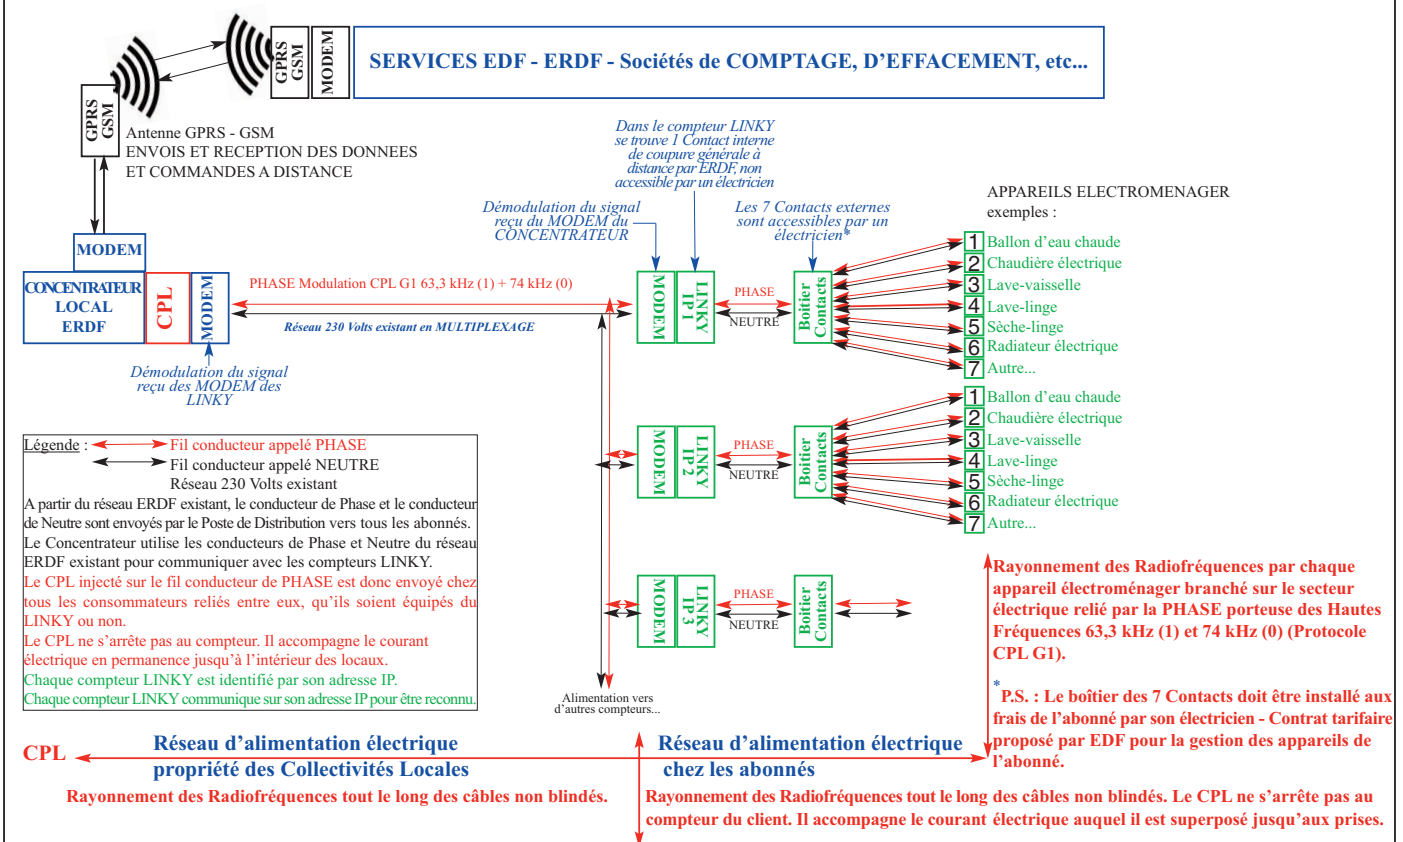 GPRS
GSM
MODEM
SERVICES EDF - ERDF - Sociétés de COMPTAGE, D'EFFACEMENT, etc...
GPRS
GSM
Antenne GPRS - GSM
ENVOIS ET RECEPTION DES DONNEES
ET COMMANDES A DISTANCE
MODEM
CONCENTRATEUR
LOCAL
ERDF
CPL
MODEM
Démodulation du signal
reçu des MODEM des
LINKY
PHASE Modulation CPL G1 63,3 kHz (1) + 74 kHz (0)
Réseau 230 Volts existant en MULTIPLEXAGE
Démodulation du signal
reçu du MODEM du
CONCENTRATEUR
Dans le compteur LINKY
se trouve 1 Contact interne
de coupure générale à
distance par ERDF, non
accessible par un électricien
Les 7 Contacts externes
sont accessibles par un
électricien*
MODEM
LINKY
IP 1
PHASE
NEUTRE
Boitier
Contacts
APPAREILS ELECTROMENAGER
exemples :
1 Ballon d'eau chaude
2 Chaudière électrique
3 Lave-vaisselle
4 Lave-linge
5 Sèche-linge
6 Radiateur électrique
7 Autre...
MODEM
LINKY
IP 2
PHASE
NEUTRE
Boitier
Contacts
1 Ballon d'eau chaude
2 Chaudière électrique
3 Lave-vaisselle
4 Lave-linge
5 Sèche-linge
6 Radiateur électrique
7 Autre...
MODEM
LINKY
IP 3
PHASE
NEUTRE
Boitier
Contacts
Alimentation vers
d'autres compteurs...
Légende :
Fil conducteur appelé PHASE
Fil conducteur appelé NEUTRE
Réseau 230 Volts existant
A partir du réseau ERDF existant, le conducteur de Phase et le conducteur
de Neutre sont envoyés par le Poste de Distribution vers tous les abonnés.
Le Concentrateur utilise les conducteurs de Phase et Neutre du réseau
ERDF existant pour communiquer avec les compteurs LINKY.
Le CPL injecté sur le fil conducteur de PHASE est donc envoyé chez
tous les consommateurs reliés entre eux, qu'ils soient équipés du
LINKY ou non.
Le CPL ne s'arrête pas au compteur. Il accompagne le courant
électrique en permanence jusqu'à l'intérieur des locaux.
Chaque compteur LINKY est identifié par son adresse IP.
Chaque compteur LINKY communique sur son adresse IP pour être reconnu.
Rayonnement des Radiofréquences par chaque
appareil électroménager branché sur le secteur
électrique relié par la PHASE porteuse des Hautes
Fréquences 63,3 kHz (1) et 74 kHz (0) (Protocole
CPL G1).
*P.S. : Le boîtier des 7 Contacts doit être installé aux
frais de l'abonné par son électricien - Contrat tarifaire
proposé par EDF pour la gestion des appareils de
l'abonné.
CPL
Réseau d'alimentation électrique
propriété des Collectivités Locales
Réseau d'alimentation électrique
chez les abonnés
Rayonnement des Radiofréquences tout le long des câbles non blindés.
Rayonnement des Radiofréquences tout le long des câbles non blindés. Le CPL ne s'arrête pas au
compteur du client. Il accompagne le courant électrique auquel il est superposé jusqu'aux prises.